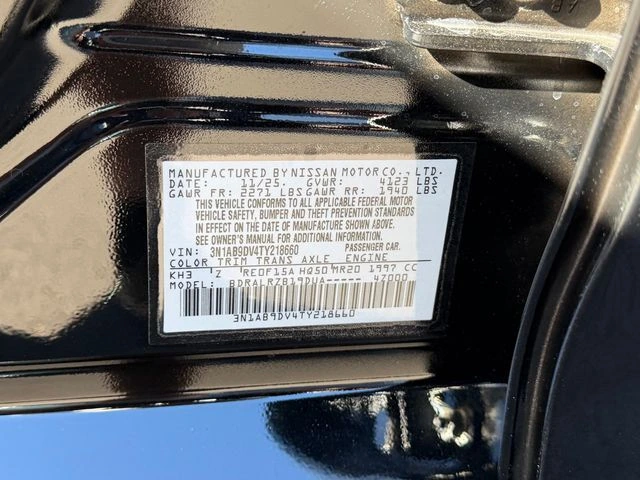 MANUFACTURED BY NISSAN MOTOR CO., LTD.
DATE: 11/25. GVWR: 4123 LBS
GAWR FR: 2271 LBS GAWR RR: 1940 LBS
THIS VEHICLE CONFORMS TO ALL APPLICABLE FEDERAL MOTOR
VEHICLE SAFETY, BUMPER AND THEFT PREVENTION STANDARDS
IN EFFECT ON THE DATE OF MANUFACTURE SHOWN ABOVE.
SEE OWNER'S MANUAL FOR ADDITIONAL INFORMATION.
VIN: 3N1AB9DV4TY218660 PASSENGER CAR.
COLOR TRIM TRANS AXLE ENGINE
KH3 Z RE0F15A HQ50 MR20 1997 CC
MODEL: BDRALRZB19DUA----- 4Z000
3N1AB9DV4TY218660